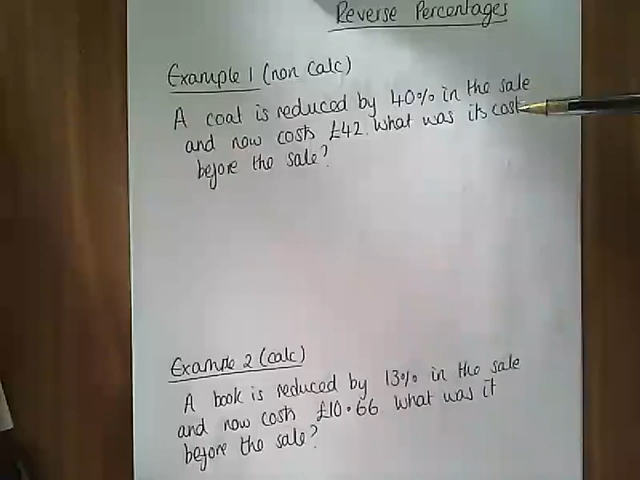 Reverse Percentages
Example 1 (non calc)
A coat is reduced by 40% in the sale
and now costs £42. What was its cost
before the sale?
Example 2 (calc)
A book is reduced by 13% in the sale
and now costs £10.66 what was it
before the sale?